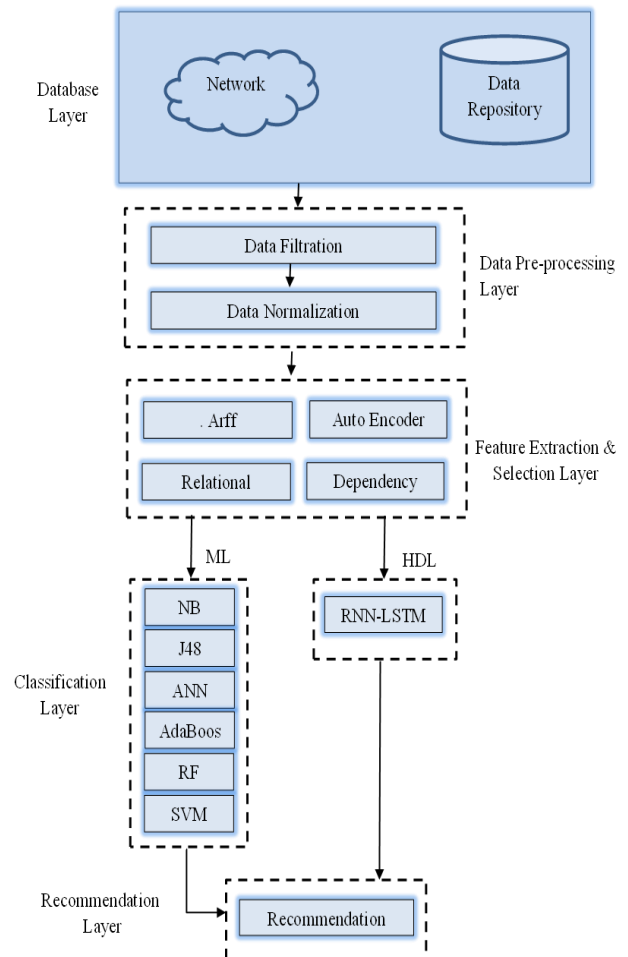 Database
Layer
Network
Data
Repository
Data Filtration
Data Normalization
Data Pre-processing
Layer
. Arff
Auto Encoder
Relational
Dependency
Feature Extraction &
Selection Layer
ML
HDL
Classification
Layer
NB
J48
ANN
AdaBoos
RF
SVM
RNN-LSTM
Recommendation
Layer
Recommendation